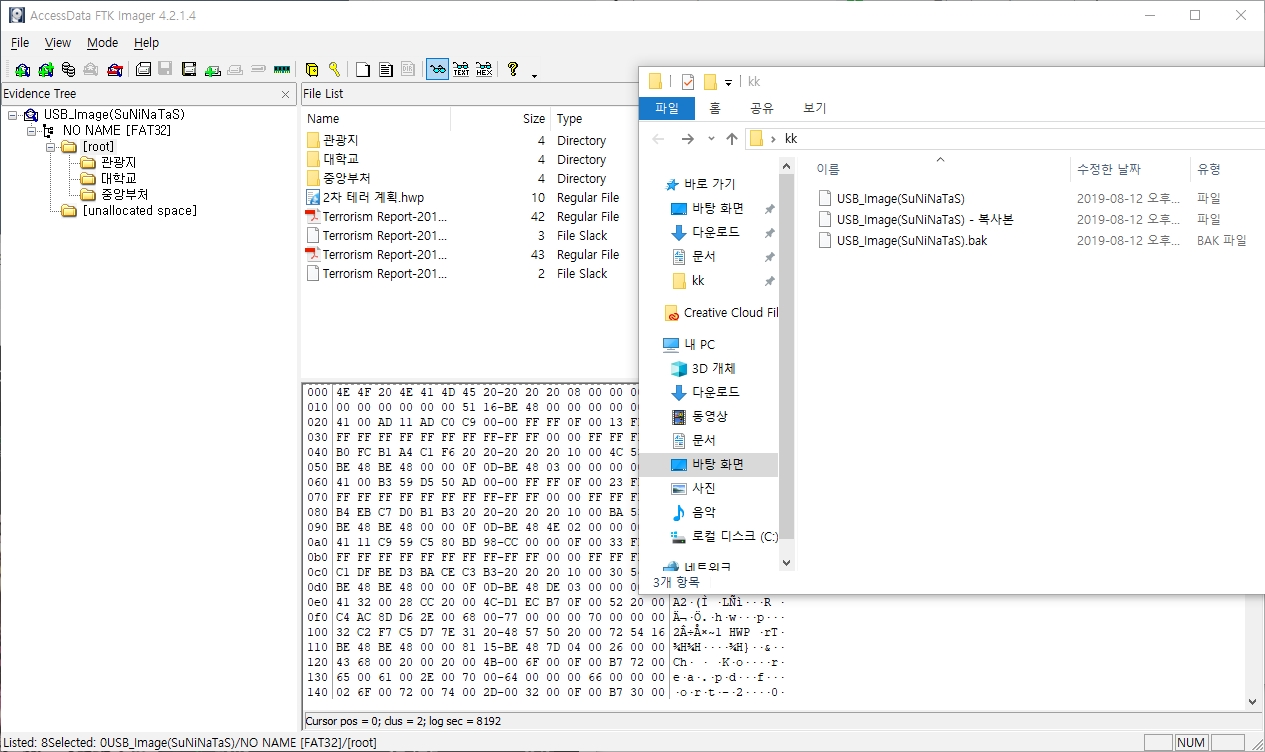 AccessData FTK Imager 4.2.1.4
File View Mode Help
TEXT HEX
Evidence Tree
USB_Image(SuNiNaTaS)
NO NAME [FAT32]
[root]
관광지
대학교
중앙부처
[unallocated space]
File List
Name Size Type
관광지 4 Directory
대학교 4 Directory
중앙부처 4 Directory
2차 테러 계획.hwp 10 Regular File
Terrorism Report-201... 42 Regular File
Terrorism Report-201... 3 File Slack
Terrorism Report-201... 43 Regular File
Terrorism Report-201... 2 File Slack
000 4E 4F 20 4E 41 4D 45 20-20 20 20 08 00 00 00
010 00 00 00 00 00 00 51 16-BE 48 00 00 00 00 00
020 41 00 AD 11 AD C0 C9 00-00 FF FF 0F 00 13 F
030 FF FF FF FF FF FF FF FF-FF FF 00 00 FF FF F
040 B0 FC B1 A4 C1 F6 20 20-20 20 20 10 00 4C 5
050 BE 48 BE 48 00 00 0F 0D-BE 48 03 00 00 00 00
060 41 00 B3 59 D5 50 AD 00-00 FF FF 0F 00 23 F
070 FF FF FF FF FF FF FF FF-FF FF 00 00 FF FF F
080 B4 EB C7 D0 B1 B3 20 20-20 20 20 10 00 BA 5
090 BE 48 BE 48 00 00 0F 0D-BE 48 4E 02 00 00 00
0a0 41 11 C9 59 C5 80 BD 98-CC 00 00 0F 00 33 F
0b0 FF FF FF FF FF FF FF FF-FF FF 00 00 FF FF F
0c0 C1 DF BE D3 BA CE C3 B3-20 20 20 10 00 30 54
0d0 BE 48 BE 48 00 00 0F 0D-BE 48 DE 03 00 00 00
0e0 41 32 00 28 CC 20 00 4C-D1 EC B7 0F 00 52 20 00 A2·(Ì ·LÑì·· ·R ·
0f0 C4 AC 8D D6 2E 00 68 00-77 00 00 00 70 00 00 00 Ä¬·Ö.·h·w···p···
100 32 C2 F7 C5 D7 7E 31 20-48 57 50 20 00 72 54 16 2Â÷Å×~1 HWP ·rT·
110 BE 48 BE 48 00 00 81 15-BE 48 7D 04 00 26 00 00 ¾H¾H····¾H}··&··
120 43 68 00 20 00 20 00 4B-00 6F 00 0F 00 B7 72 00 Ch· · ·K·o···· r·
130 65 00 61 00 2E 00 70 00-64 00 00 00 66 00 00 00 e·a·.·p·d···f···
140 02 6F 00 72 00 74 00 2D-00 32 00 0F 00 B7 30 00 ·o·r·t·-·2····0·
Cursor pos = 0; clus = 2; log sec = 8192
Listed: 8Selected: 0USB_Image(SuNiNaTaS)/NO NAME [FAT32]/[root]
NUM
kk
파일 홈 공유 보기
kk
바로 가기
바탕 화면
다운로드
문서
kk
Creative Cloud Fil
내 PC
3D 개체
다운로드
동영상
문서
바탕 화면
사진
음악
로컬 디스크 (C:)
네트워크
3개 항목
이름 수정한 날짜 유형
USB_Image(SuNiNaTaS) 2019-08-12 오후... 파일
USB_Image(SuNiNaTaS) - 복사본 2019-08-12 오후... 파일
USB_Image(SuNiNaTaS).bak 2019-08-12 오후... BAK 파일